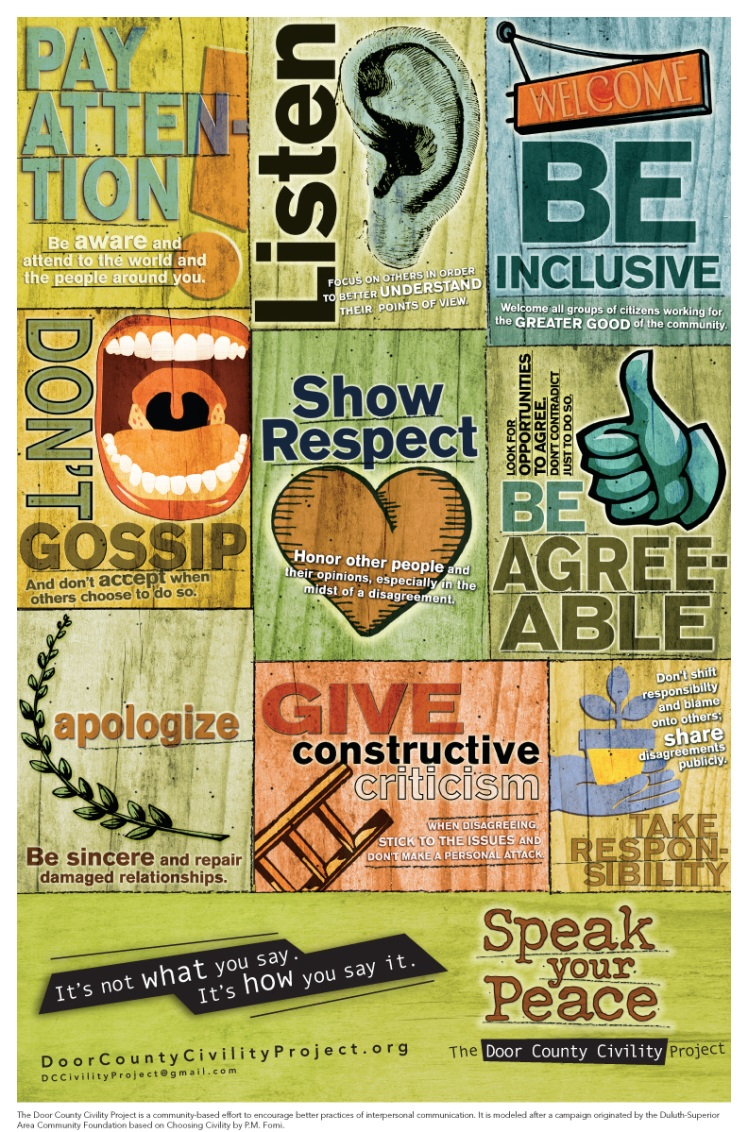 PAY
ATTEN-
TION
Be aware and
attend to the world and
the people around you.
Listen
FOCUS ON OTHERS IN ORDER
TO BETTER UNDERSTAND
THEIR POINTS OF VIEW.
WELCOME
BE
INCLUSIVE
Welcome all groups of citizens working for
the GREATER GOOD of the community.
DON'T
GOSSIP
And don't accept when
others choose to do so.
Show
Respect
Honor other people and
their opinions, especially in the
midst of a disagreement.
LOOK FOR
OPPORTUNITIES
TO AGREE.
DON'T CONTRADICT
JUST TO DO SO.
BE
AGREE-
ABLE
apologize
Be sincere and repair
damaged relationships.
GIVE
constructive
criticism
WHEN DISAGREEING,
STICK TO THE ISSUES AND
DON'T MAKE A PERSONAL ATTACK.
Don't shift
responsibilty
and blame
onto others;
share
disagreements
publicly.
TAKE
RESPON-
SIBILITY
It's not what you say.
It's how you say it.
DoorCountyCivilityProject.org
DCCivilityProject@gmail.com
Speak
your
Peace
The Door County Civility Project
The Door County Civility Project is a community-based effort to encourage better practices of interpersonal communication. It is modeled after a campaign originated by the Duluth-Superior
Area Community Foundation based on Choosing Civility by P.M. Forni.